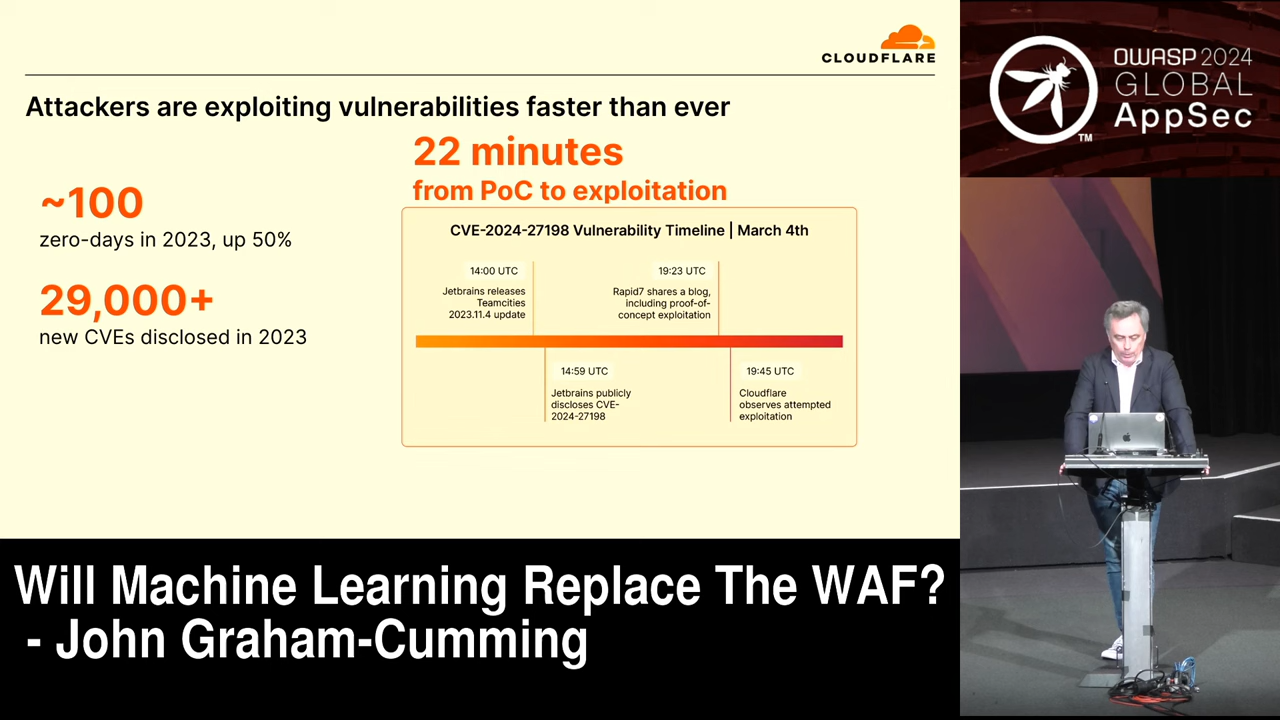 CLOUDFLARE
Attackers are exploiting vulnerabilities faster than ever
22 minutes
from PoC to exploitation
~100
zero-days in 2023, up 50%
29,000+
new CVEs disclosed in 2023
CVE-2024-27198 Vulnerability Timeline | March 4th
14:00 UTC
Jetbrains releases
Teamcities
2023.11.4 update
19:23 UTC
Rapid7 shares a blog,
including proof-of-
concept exploitation
14:59 UTC
Jetbrains publicly
discloses CVE-
2024-27198
19:45 UTC
Cloudflare
observes attempted
exploitation
OWASP 2024
GLOBAL
AppSec
TM
Will Machine Learning Replace The WAF?
- John Graham-Cumming